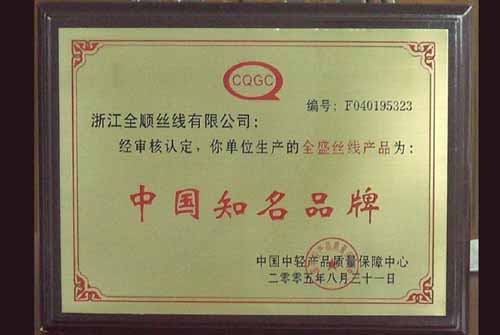 CQGC
编号：F040195323
浙江全顺丝线有限公司：
经审核认定，你单位生产的全盛丝线产品为：
中国知名品牌
中国中轻产品质量保障中心
二零零五年八月三十一日